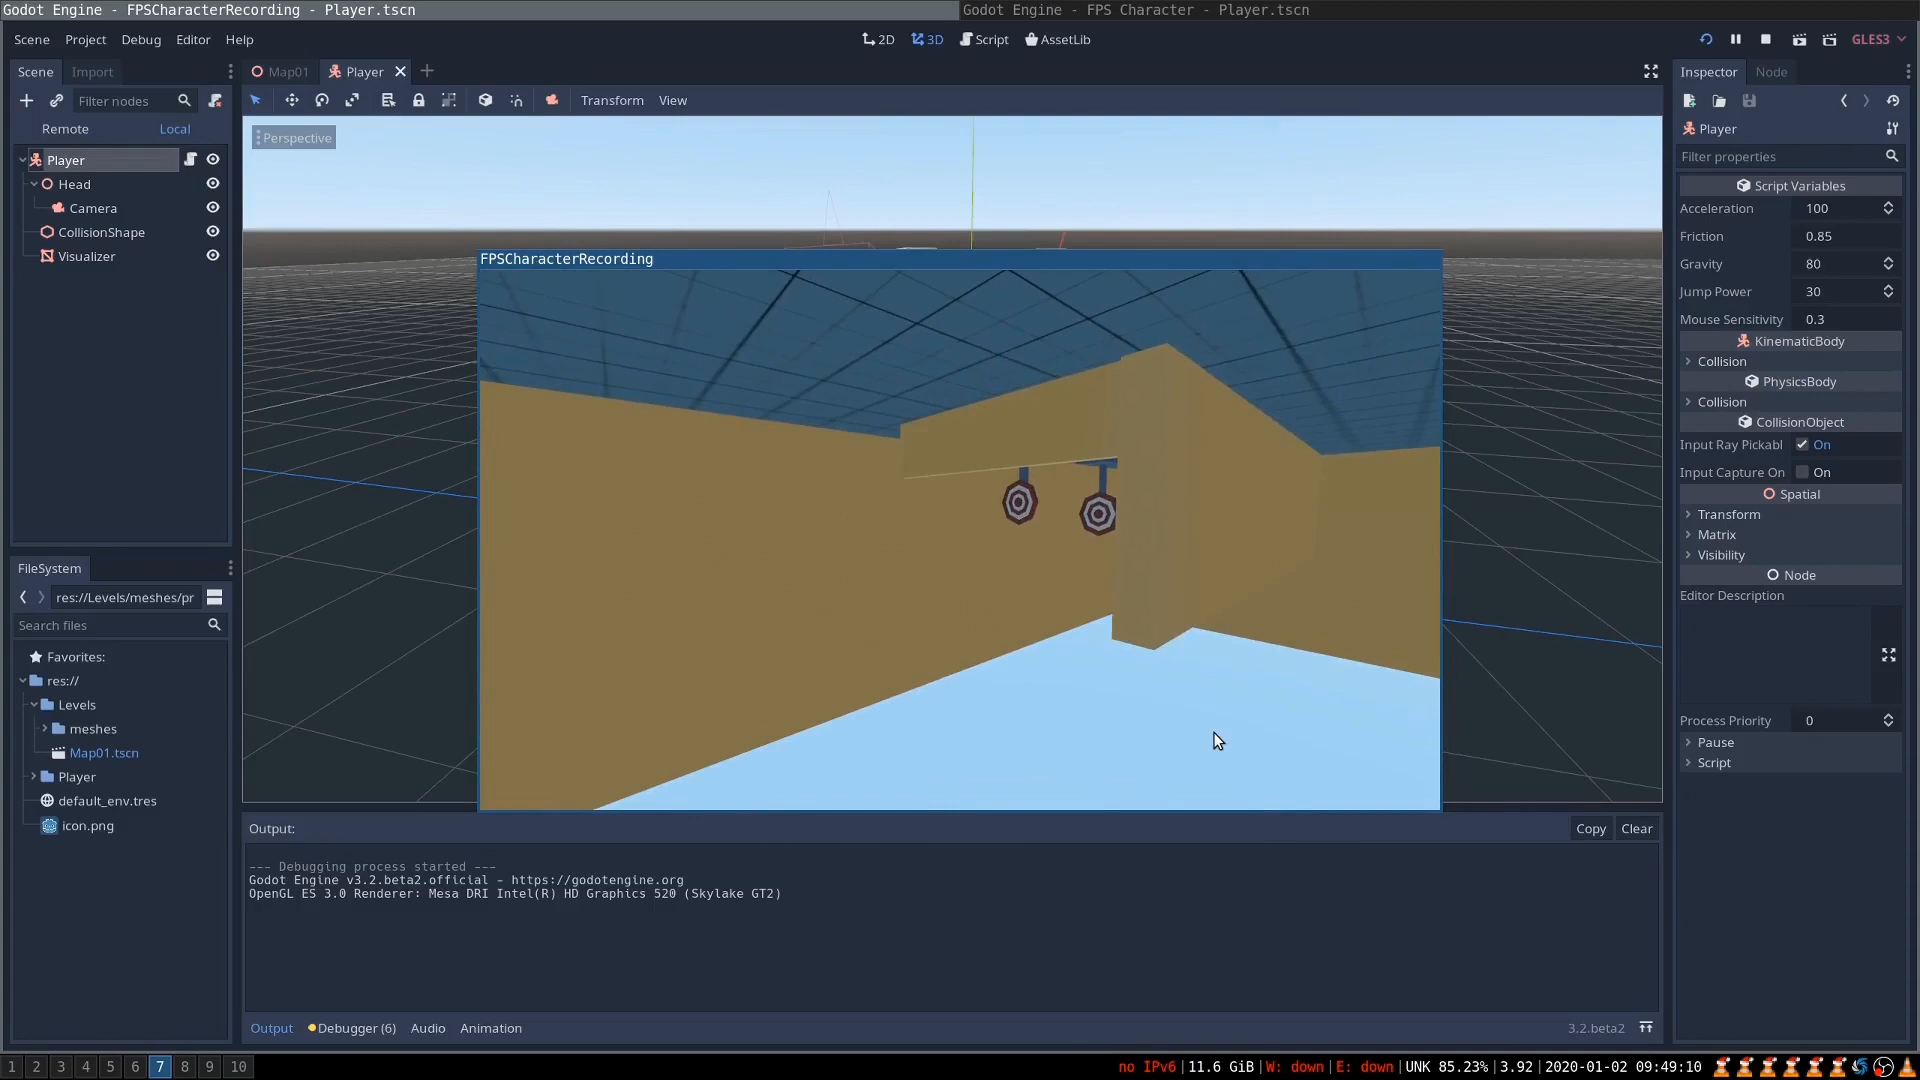 Godot Engine - FPSCharacterRecording - Player.tscn
Godot Engine - FPS Character - Player.tscn
Scene Project Debug Editor Help
2D 3D Script AssetLib
GLES3
Scene Import
Map01 Player
Inspector Node
Filter nodes
Transform View
Remote Local
Perspective
Player
Head
Camera
CollisionShape
Visualizer
FPSCharacterRecording
Player
Filter properties
Script Variables
Acceleration 100
Friction 0.85
Gravity 80
Jump Power 30
Mouse Sensitivity 0.3
KinematicBody
Collision
PhysicsBody
Collision
CollisionObject
Input Ray Pickabl On
Input Capture On On
Spatial
Transform
Matrix
Visibility
Node
Editor Description
Process Priority 0
Pause
Script
FileSystem
res://Levels/meshes/pr
Search files
Favorites:
res://
Levels
meshes
Map01.tscn
Player
default_env.tres
icon.png
Output:
Copy Clear
--- Debugging process started ---
Godot Engine v3.2.beta2.official - https://godotengine.org
OpenGL ES 3.0 Renderer: Mesa DRI Intel(R) HD Graphics 520 (Skylake GT2)
Output Debugger (6) Audio Animation
3.2.beta2
1 2 3 4 5 6 7 8 9 10
no IPv6|11.6 GiB|W: down|E: down|UNK 85.23%|3.92|2020-01-02 09:49:10